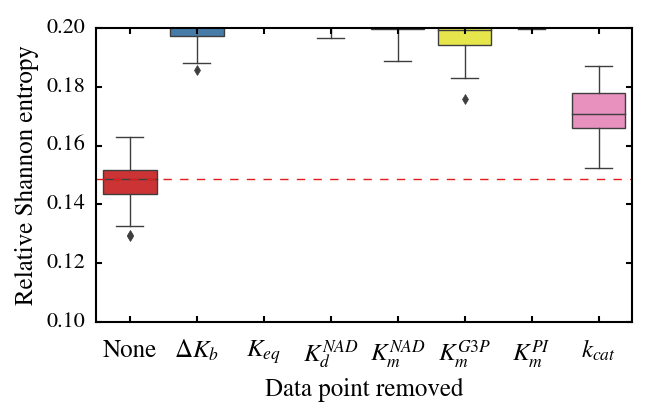 Relative Shannon entropy
0.20
0.18
0.16
0.14
0.12
0.10
None ΔK_b K_eq K_d^NAD K_m^NAD K_m^G3P K_m^PI k_cat
Data point removed